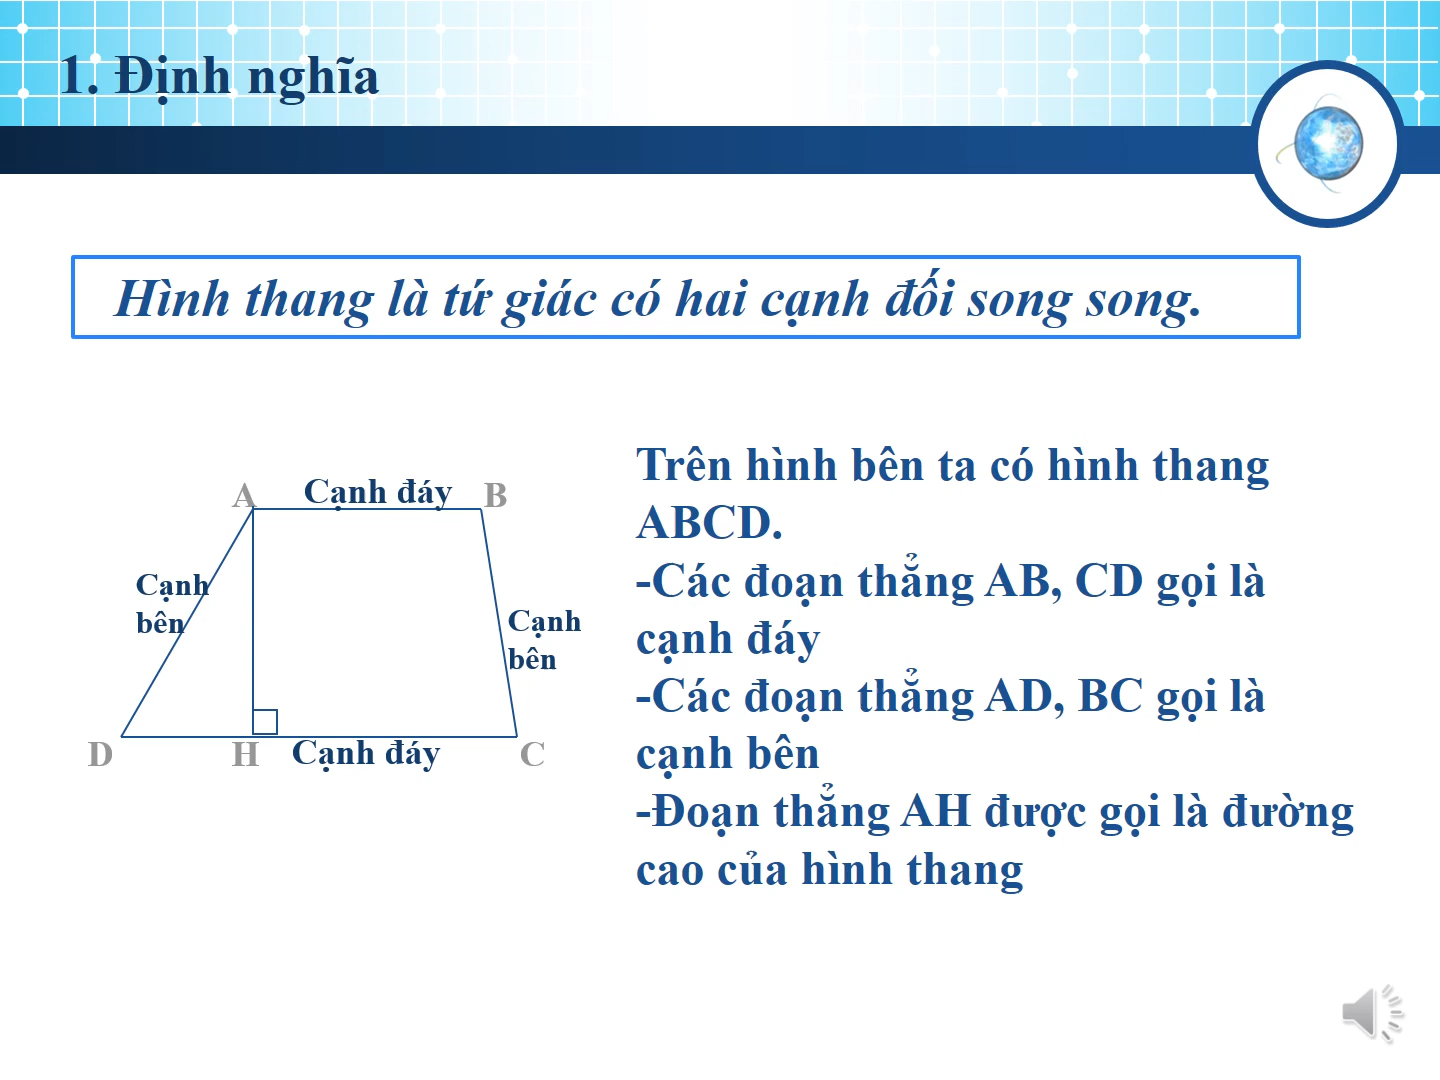 1. Định nghĩa
Hình thang là tứ giác có hai cạnh đối song song.
A
Cạnh đáy
B
Cạnh
bên
Cạnh
bên
D
H
Cạnh đáy
C
Trên hình bên ta có hình thang
ABCD.
-Các đoạn thẳng AB, CD gọi là
cạnh đáy
-Các đoạn thẳng AD, BC gọi là
cạnh bên
-Đoạn thẳng AH được gọi là đường
cao của hình thang